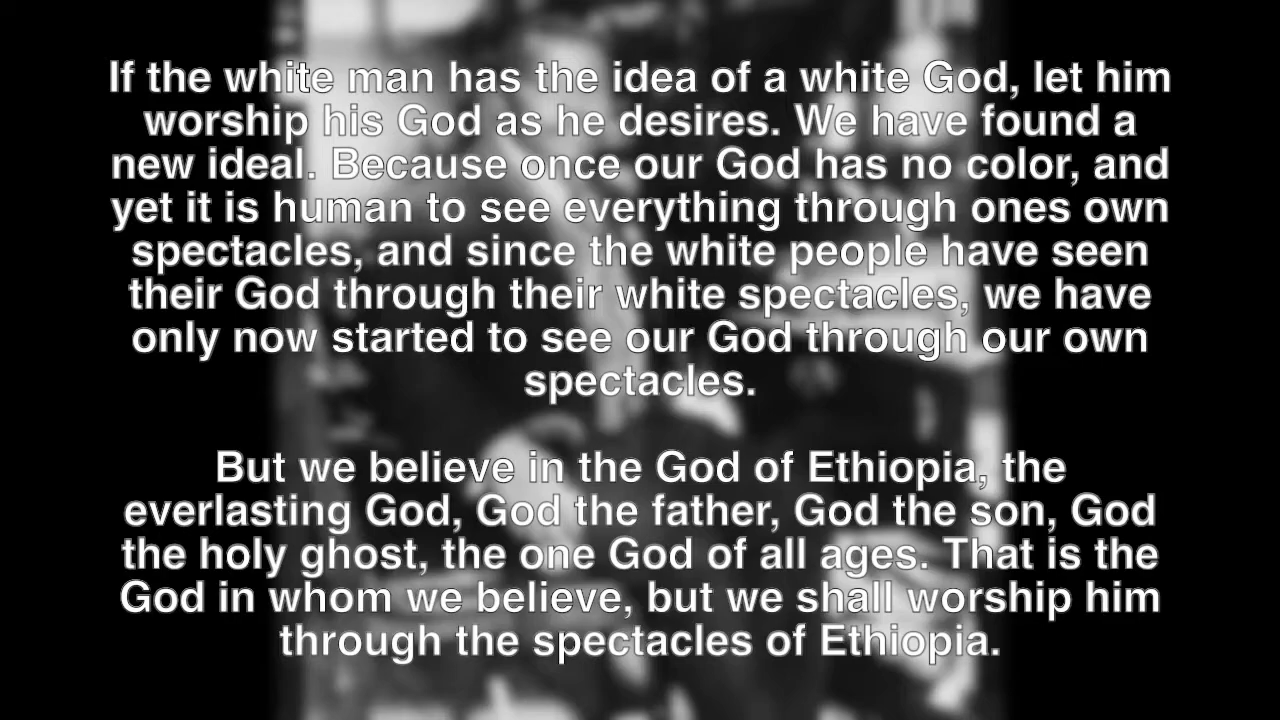 If the white man has the idea of a white God, let him
worship his God as he desires. We have found a
new ideal. Because once our God has no color, and
yet it is human to see everything through ones own
spectacles, and since the white people have seen
their God through their white spectacles, we have
only now started to see our God through our own
spectacles.
But we believe in the God of Ethiopia, the
everlasting God, God the father, God the son, God
the holy ghost, the one God of all ages. That is the
God in whom we believe, but we shall worship him
through the spectacles of Ethiopia.